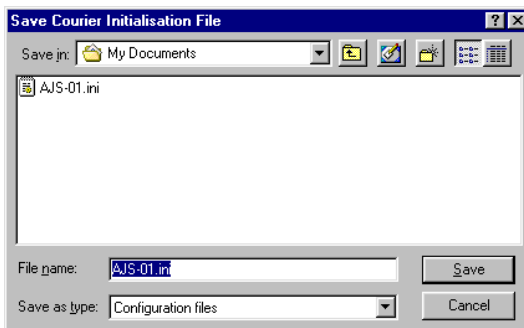 Save Courier Initialisation File
Save in: My Documents
AJS-01.ini
File name: AJS-01.ini Save
Save as type: Configuration files Cancel